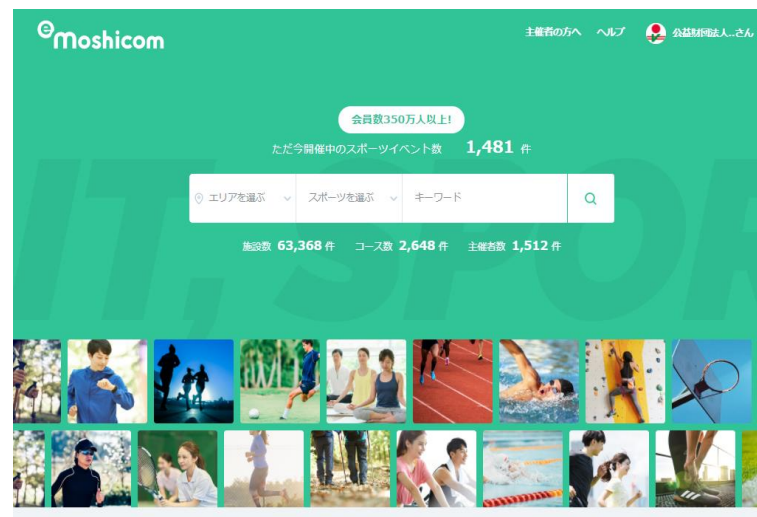 eMoshicom
主催者の方へ ヘルプ 公益財団法人...さん
会員数350万人以上!
ただ今開催中のスポーツイベント数 1,481 件
エリアを選ぶ スポーツを選ぶ キーワード
施設数 63,368 件 コース数 2,648 件 主催者数 1,512 件
IT, SPOR